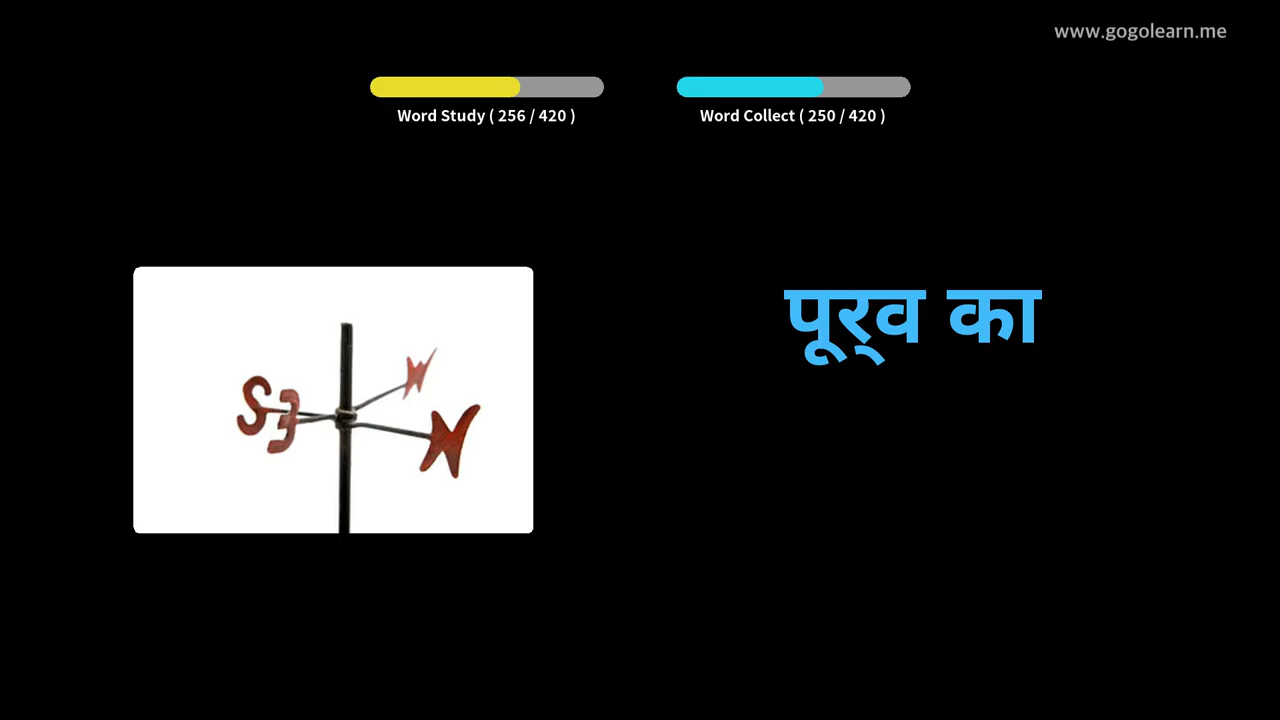 www.gogolearn.me
Word Study ( 256 / 420 )
Word Collect ( 250 / 420 )
S E N
पूर्व का